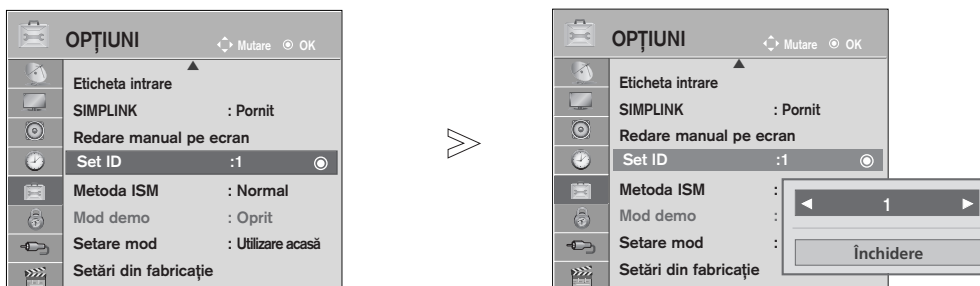 OPȚIUNI Mutare OK
Eticheta intrare
SIMPLINK : Pornit
Redare manual pe ecran
Set ID :1
Metoda ISM : Normal
Mod demo : Oprit
Setare mod : Utilizare acasă
Setări din fabricație
OPȚIUNI Mutare OK
Eticheta intrare
SIMPLINK : Pornit
Redare manual pe ecran
Set ID :1
Metoda ISM :
Mod demo :
Setare mod :
Setări din fabricație
◄ 1 ►
Închidere